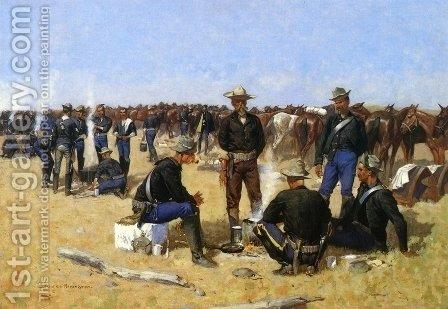 1st-art-gallery.com
This watermark does not appear on the painting